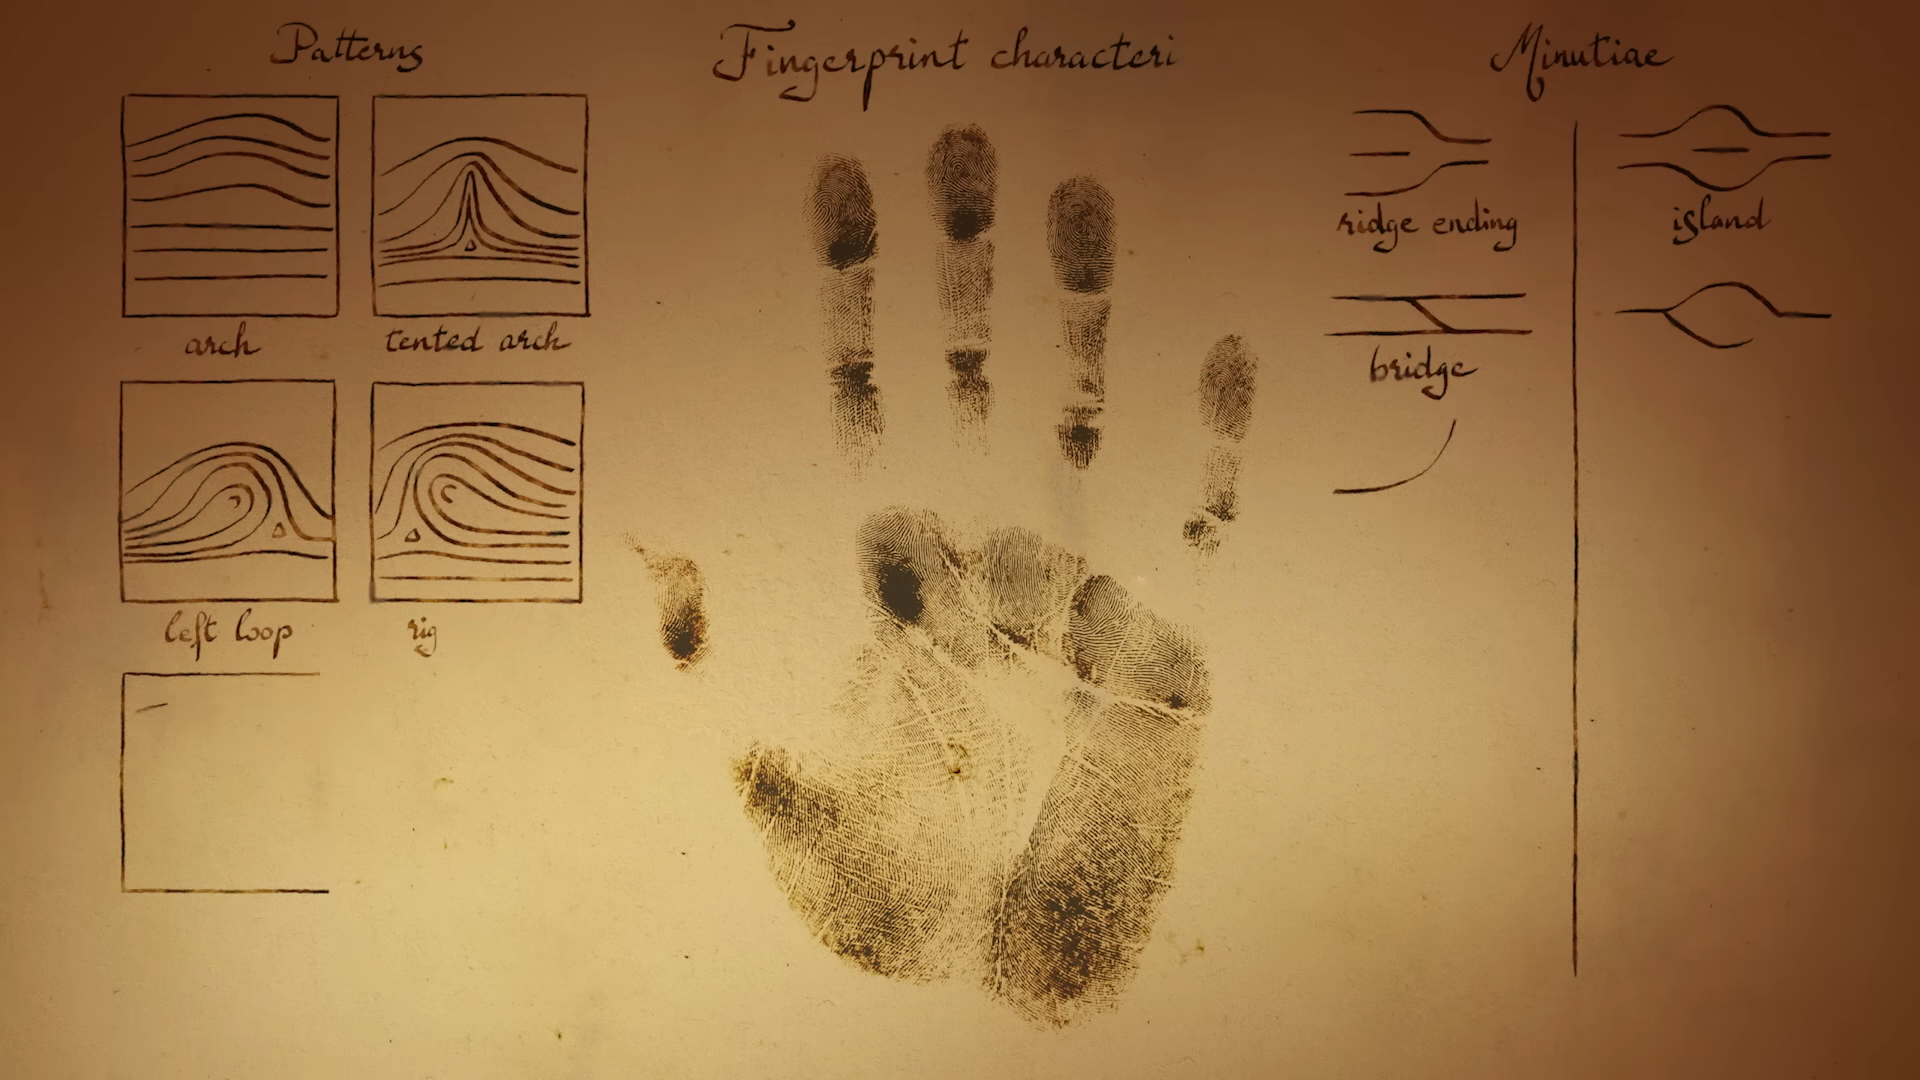 Patterns
Fingerprint characteri
Minutiae
arch
tented arch
left loop
rig
ridge ending
island
bridge